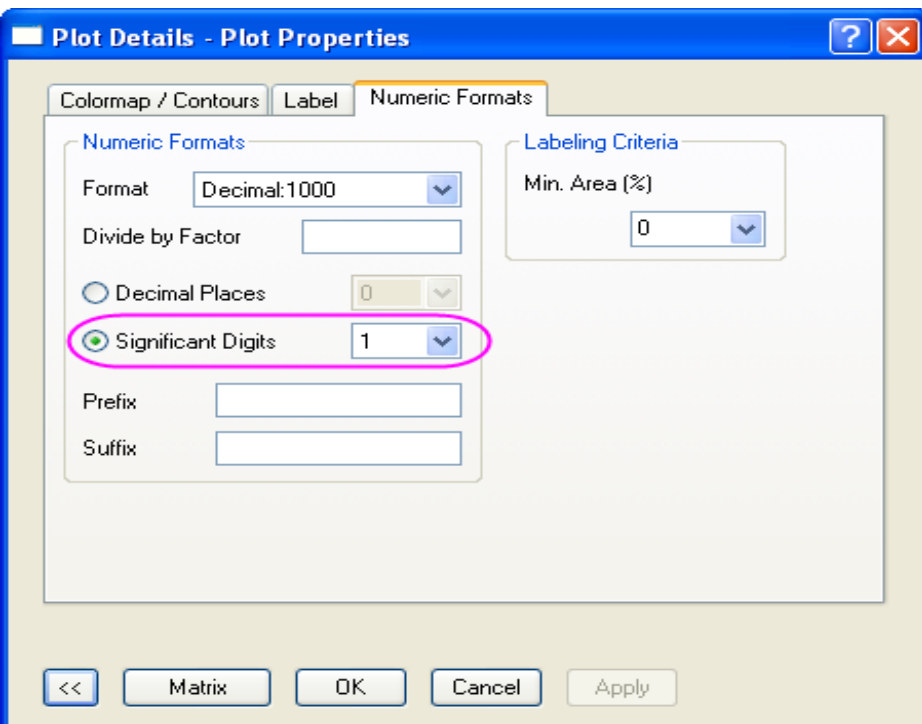 Plot Details - Plot Properties
?
Colormap / Contours Label Numeric Formats
Numeric Formats
Format Decimal:1000
Divide by Factor
Decimal Places 0
Significant Digits 1
Prefix
Suffix
Labeling Criteria
Min. Area (%)
0
<< Matrix OK Cancel Apply